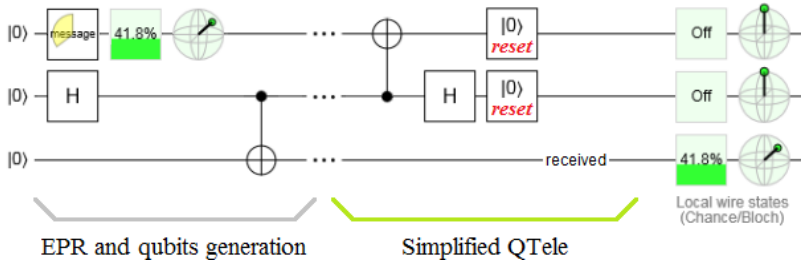 |0⟩ message 41.8% ... |0⟩ reset Off
|0⟩ H ... H |0⟩ reset Off
|0⟩ ... received 41.8%
Local wire states
(Chance/Bloch)
EPR and qubits generation Simplified QTele